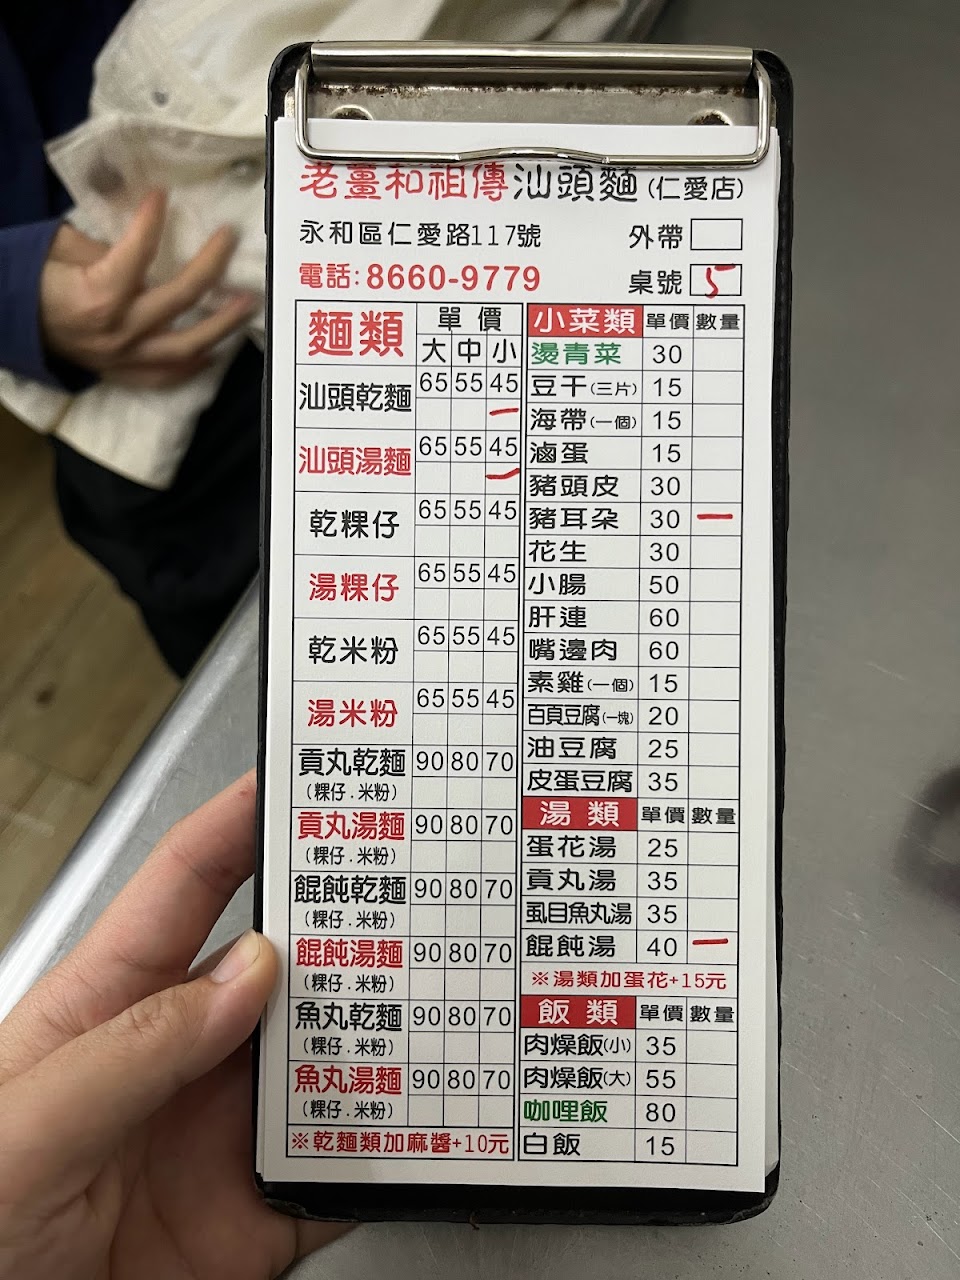 老薑和祖傳汕頭麵(仁愛店)
永和區仁愛路117號 外帶
電話:8660-9779 桌號 5
麵類 單價
大 中 小
汕頭乾麵 65 55 45
一
汕頭湯麵 65 55 45
一
乾粿仔 65 55 45
湯粿仔 65 55 45
乾米粉 65 55 45
湯米粉 65 55 45
貢丸乾麵 90 80 70
(粿仔.米粉)
貢丸湯麵 90 80 70
(粿仔.米粉)
餛飩乾麵 90 80 70
(粿仔.米粉)
餛飩湯麵 90 80 70
(粿仔.米粉)
魚丸乾麵 90 80 70
(粿仔.米粉)
魚丸湯麵 90 80 70
(粿仔.米粉)
※乾麵類加麻醬+10元
小菜類 單價 數量
燙青菜 30
豆干(三片) 15
海帶(一個) 15
滷蛋 15
豬頭皮 30
豬耳朵 30 一
花生 30
小腸 50
肝連 60
嘴邊肉 60
素雞(一個) 15
百頁豆腐(一塊) 20
油豆腐 25
皮蛋豆腐 35
湯類 單價 數量
蛋花湯 25
貢丸湯 35
虱目魚丸湯 35
餛飩湯 40 一
※湯類加蛋花+15元
飯類 單價 數量
肉燥飯(小) 35
肉燥飯(大) 55
咖哩飯 80
白飯 15